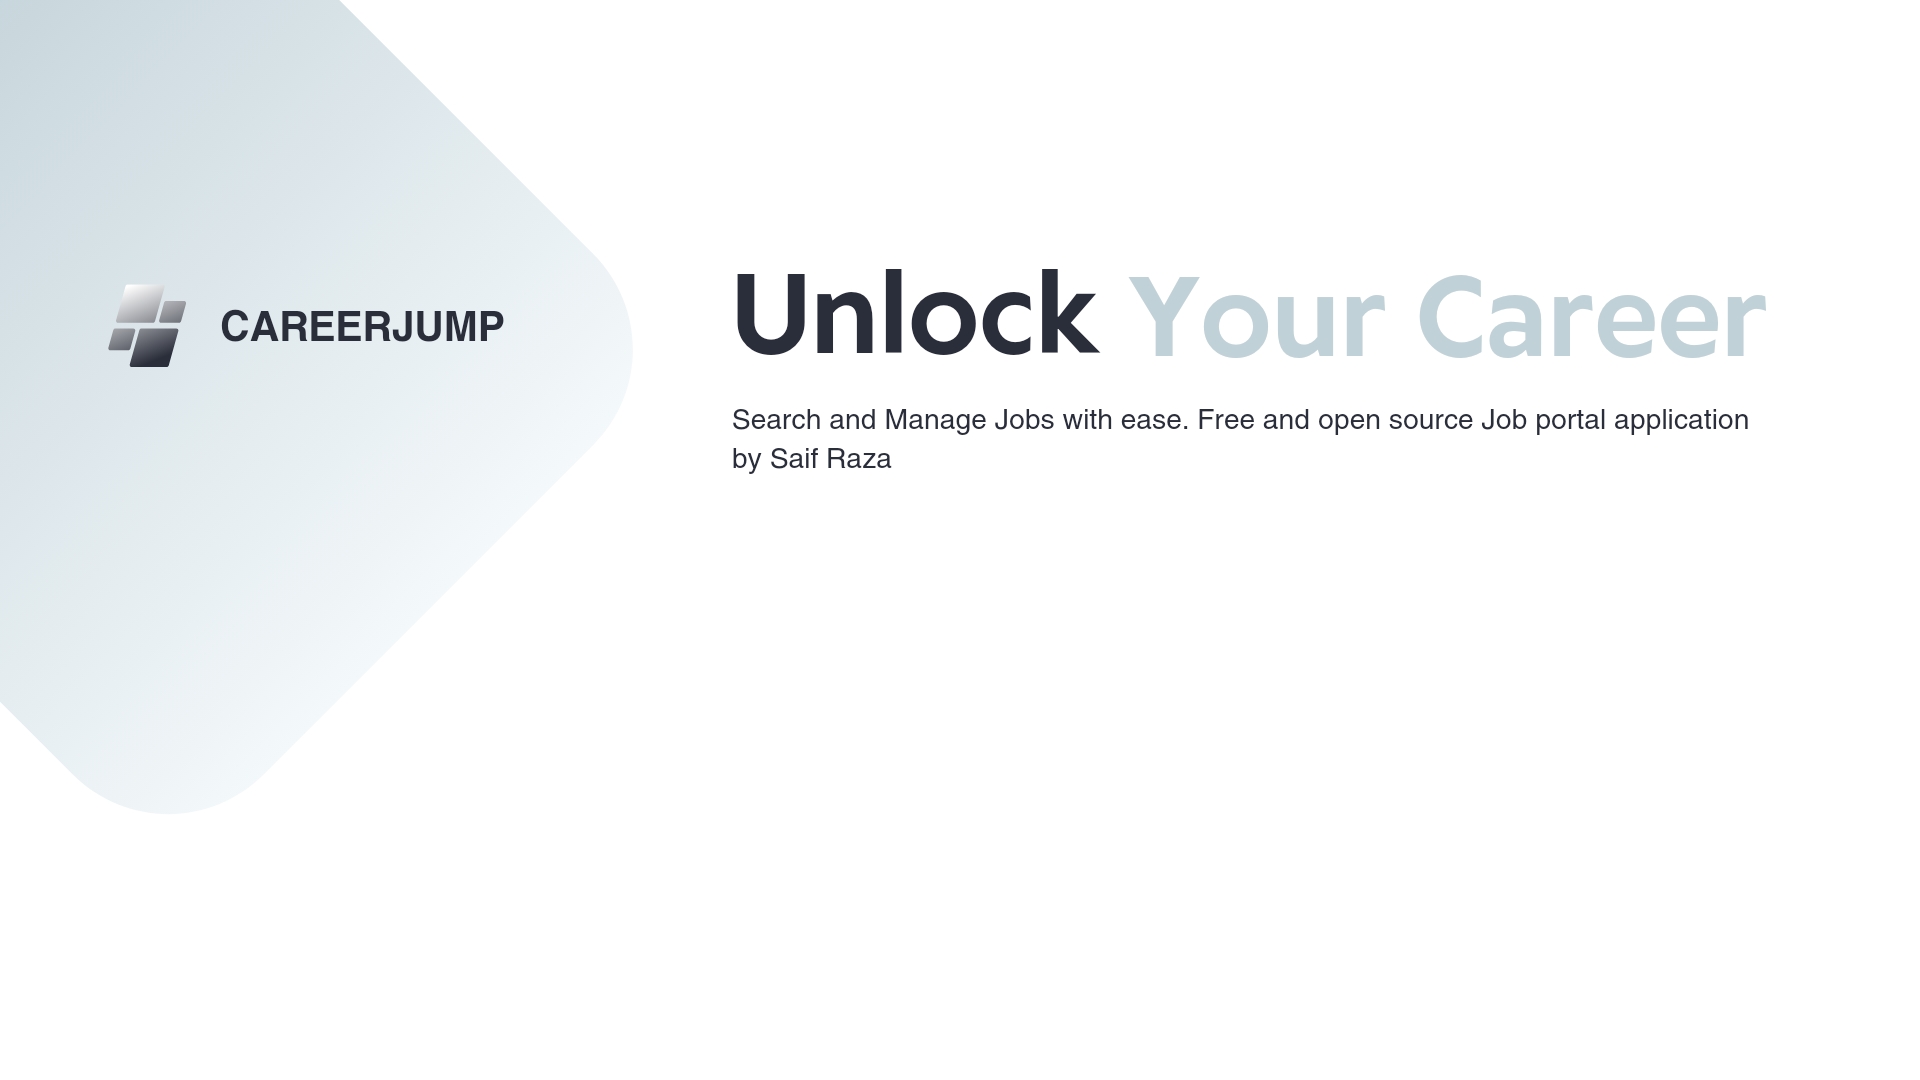 CAREERJUMP
Unlock Your Career
Search and Manage Jobs with ease. Free and open source Job portal application
by Saif Raza